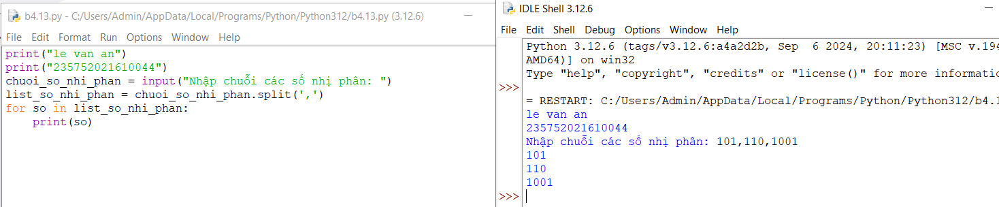 b4.13.py - C:/Users/Admin/AppData/Local/Programs/Python/Python312/b4.13.py (3.12.6)
File Edit Format Run Options Window Help
print("le van an")
print("235752021610044")
chuoi_so_nhi_phan = input("Nhập chuỗi các số nhị phân: ")
list_so_nhi_phan = chuoi_so_nhi_phan.split(',')
for so in list_so_nhi_phan:
    print(so)
IDLE Shell 3.12.6
File Edit Shell Debug Options Window Help
Python 3.12.6 (tags/v3.12.6:a4a2d2b, Sep  6 2024, 20:11:23) [MSC v.194
AMD64)] on win32
Type "help", "copyright", "credits" or "license()" for more informatio
>>>
= RESTART: C:/Users/Admin/AppData/Local/Programs/Python/Python312/b4.1
le van an
235752021610044
Nhập chuỗi các số nhị phân: 101,110,1001
101
110
1001
>>>